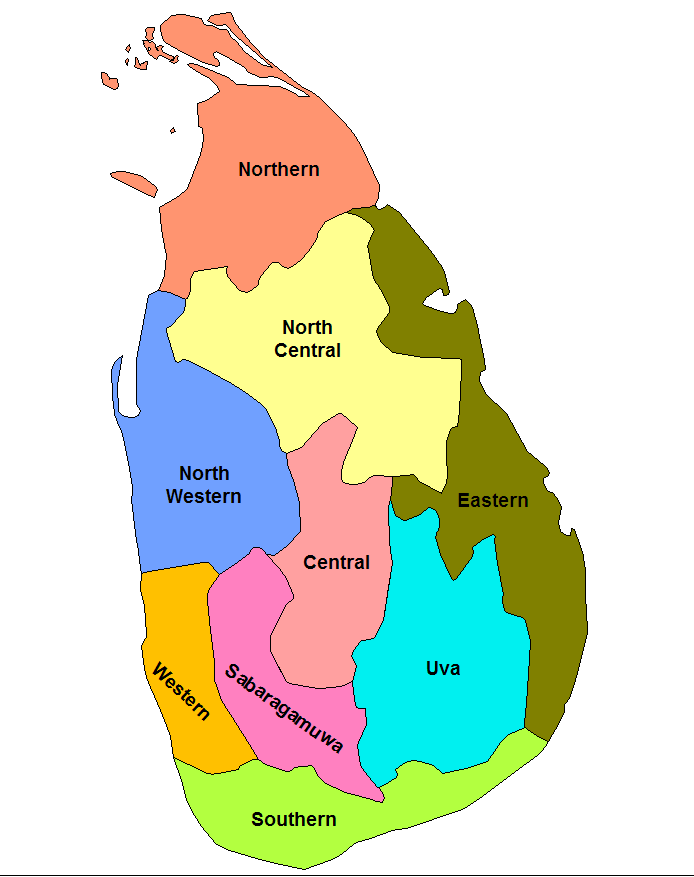 Northern
North
Central
North
Western
Eastern
Central
Uva
Western
Sabaragamuwa
Southern